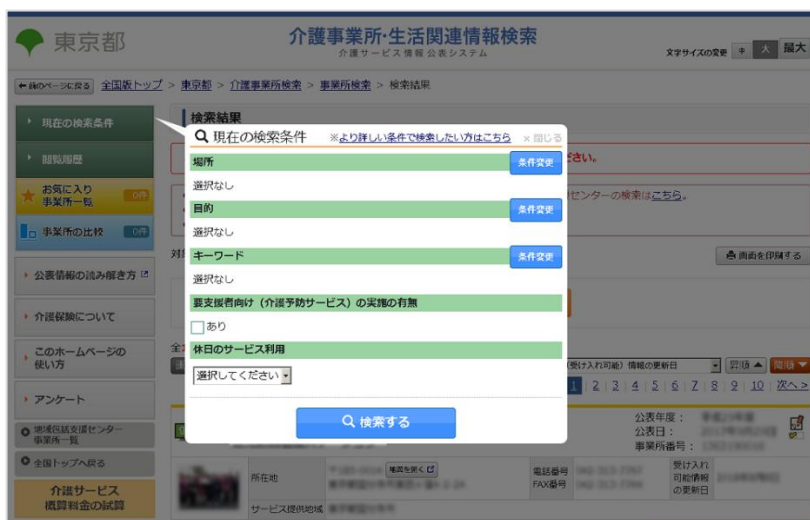 東京都
介護事業所・生活関連情報検索
介護サービス情報公表システム
文字サイズの変更 中 大 最大
前のページに戻る 全国版トップ > 東京都 > 介護事業所検索 > 事業所検索 > 検索結果
現在の検索条件
閲覧履歴
お気に入り
事業所一覧
0件
事業所の比較 0件
公表情報の読み解き方
介護保険について
このホームページの
使い方
アンケート
地域包括支援センター
事業所一覧
全国トップへ戻る
介護サービス
概算料金の試算
検索結果
ださい。
センターの検索はこちら。
画面を印刷する
現在の検索条件 ※より詳しい条件で検索したい方はこちら ×閉じる
場所 条件変更
選択なし
目的 条件変更
選択なし
キーワード 条件変更
選択なし
要支援者向け(介護予防サービス)の実施の有無
あり
休日のサービス利用
選択してください
検索する
(受け入れ可能)情報の更新日 昇順▲ 降順▼
1 | 2 | 3 | 4 | 5 | 6 | 7 | 8 | 9 | 10 | 次へ>
公表年度:
公表日:
事業所番号:
所在地
地図を開く
電話番号
FAX番号
受け入れ
可能情報
の更新日
サービス提供地域